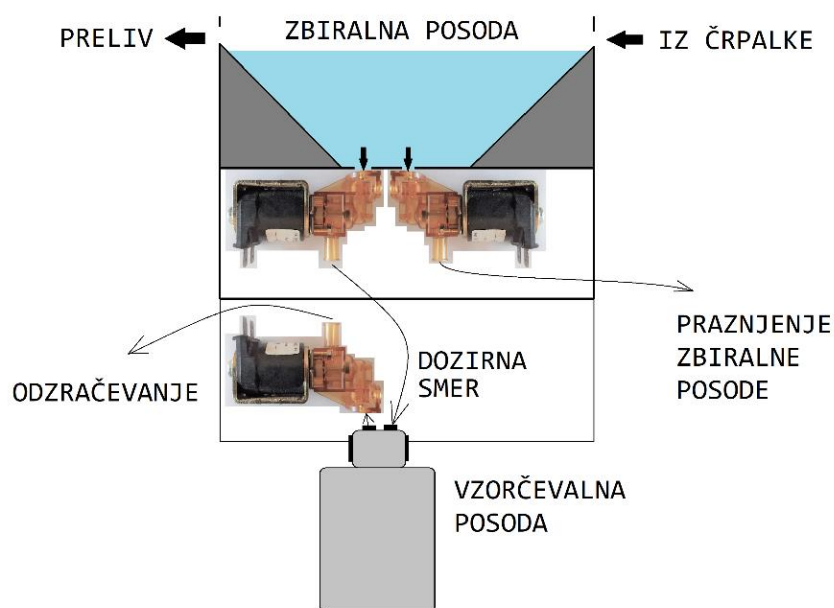 PRELIV
ZBIRALNA POSODA
IZ ČRPALKE
PRAZNJENJE
ZBIRALNE
POSODE
DOZIRNA
SMER
ODZRAČEVANJE
VZORČEVALNA
POSODA